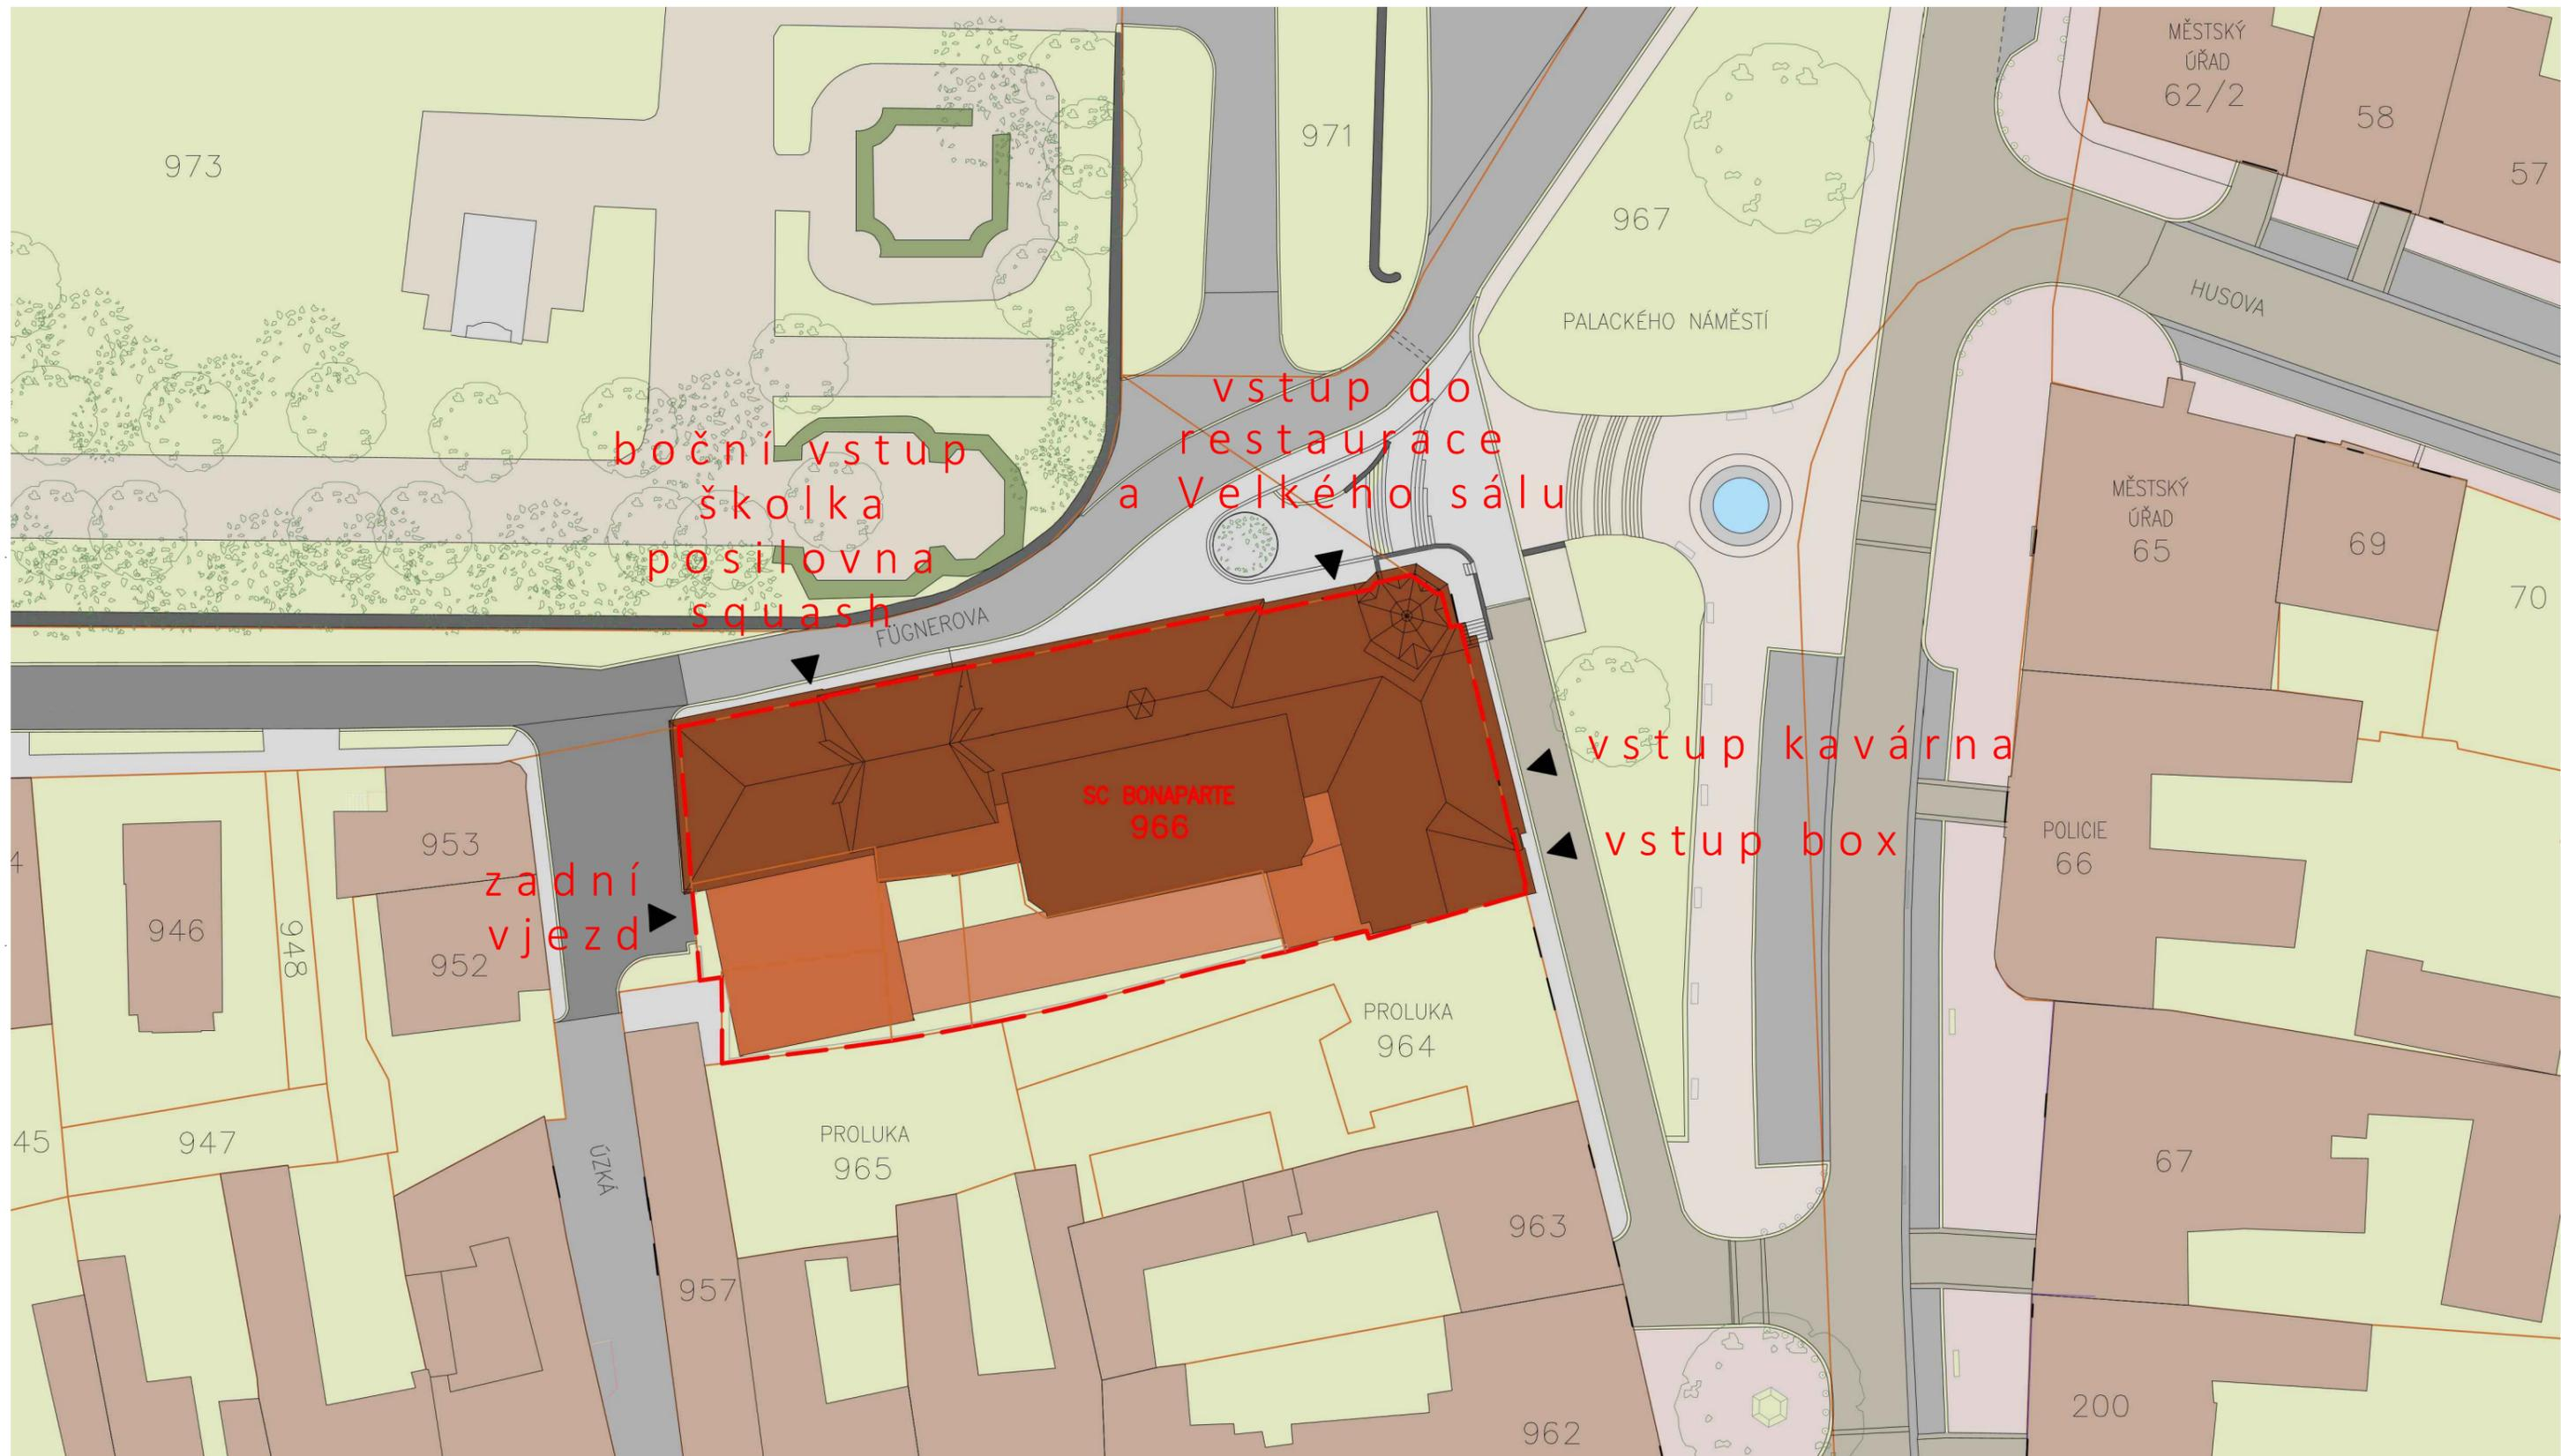 MĚSTSKÝ
ÚŘAD
62/2
58
57
973
971
967
HUSOVA
PALACKÉHO NÁMĚSTÍ
vstup do
restaurace
a Velkého sálu
boční vstup
školka
posilovna
squash
FÜGNEROVA
MĚSTSKÝ
ÚŘAD
65
69
70
vstup kavárna
vstup box
SC BONAPARTE
966
POLICIE
66
zadní
vjezd
953
952
946
948
4
45
947
ÚZKÁ
PROLUKA
964
PROLUKA
965
67
963
957
962
200